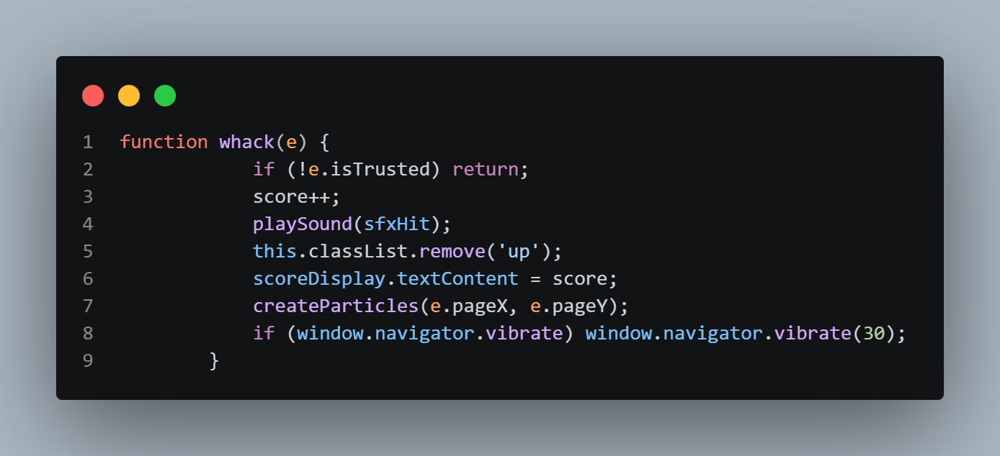 1 function whack(e) {
2             if (!e.isTrusted) return;
3             score++;
4             playSound(sfxHit);
5             this.classList.remove('up');
6             scoreDisplay.textContent = score;
7             createParticles(e.pageX, e.pageY);
8             if (window.navigator.vibrate) window.navigator.vibrate(30);
9         }